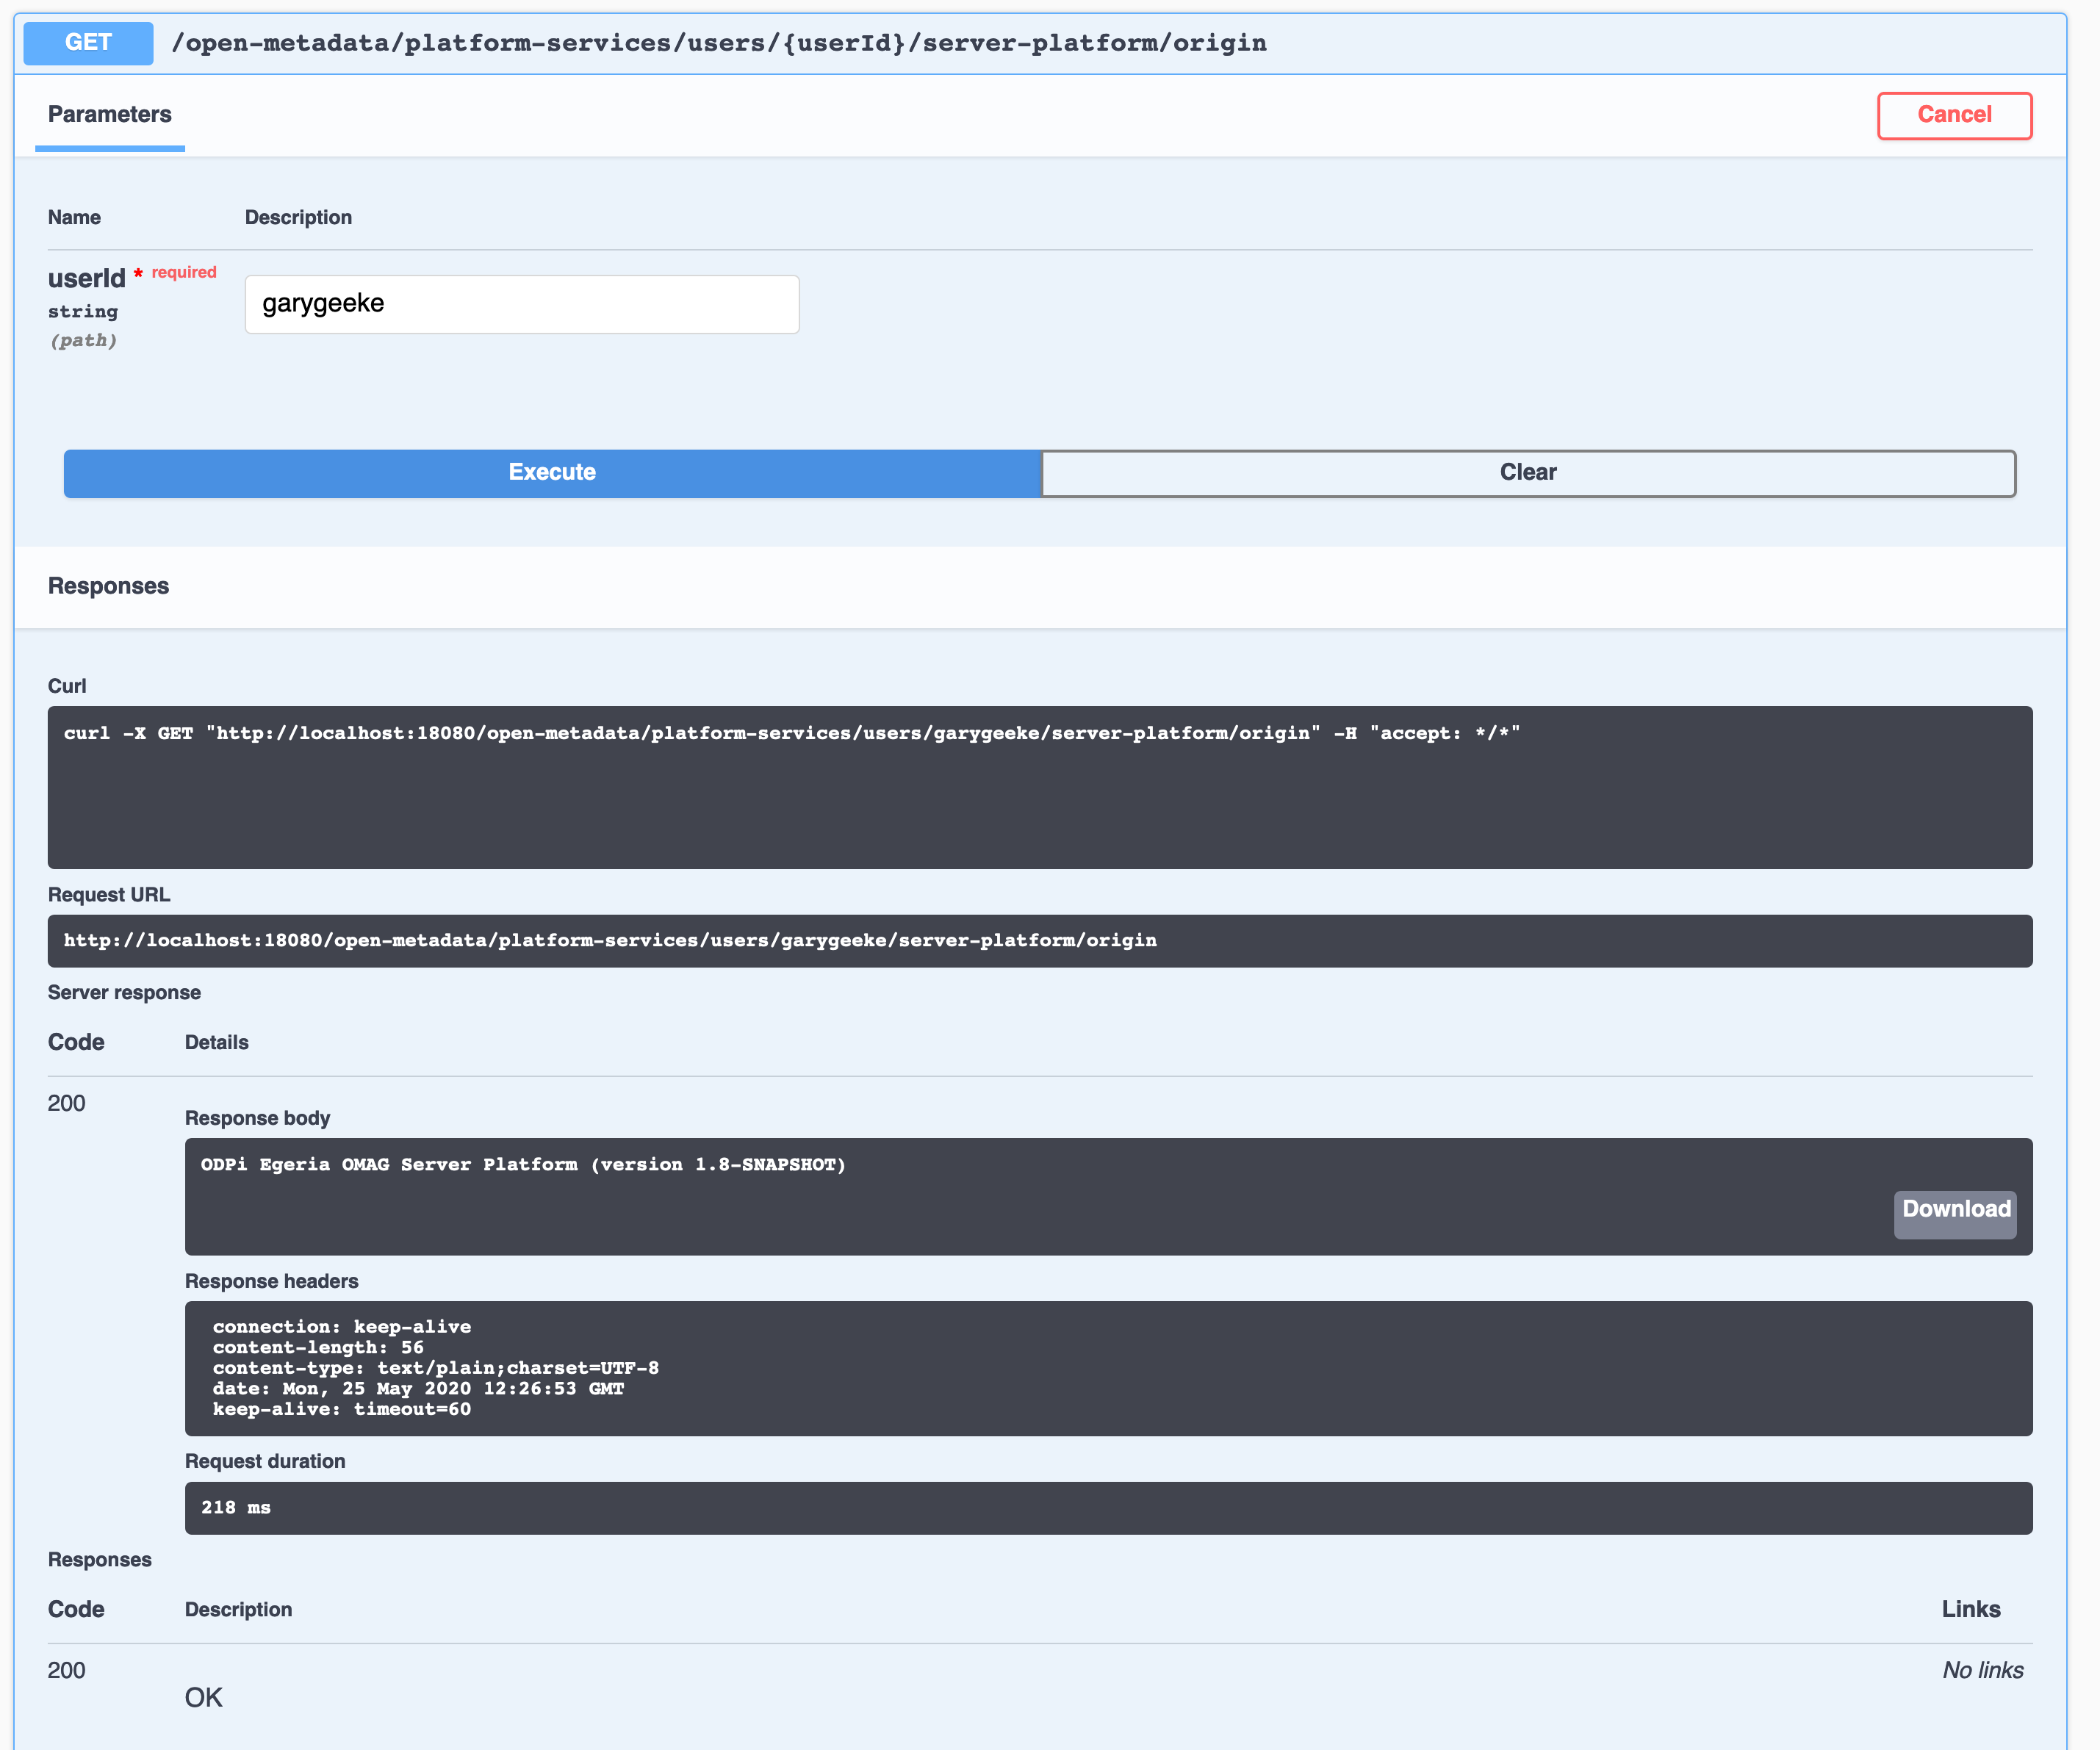 GET /open-metadata/platform-services/users/{userId}/server-platform/origin
Parameters
Cancel
Name Description
userId * required
string
(path)
garygeeke
Execute Clear
Responses
Curl
curl -X GET "http://localhost:18080/open-metadata/platform-services/users/garygeeke/server-platform/origin" -H "accept: */*"
Request URL
http://localhost:18080/open-metadata/platform-services/users/garygeeke/server-platform/origin
Server response
Code Details
200
Response body
ODPi Egeria OMAG Server Platform (version 1.8-SNAPSHOT)
Download
Response headers
connection: keep-alive
content-length: 56
content-type: text/plain;charset=UTF-8
date: Mon, 25 May 2020 12:26:53 GMT
keep-alive: timeout=60
Request duration
218 ms
Responses
Code Description Links
200 No links
OK